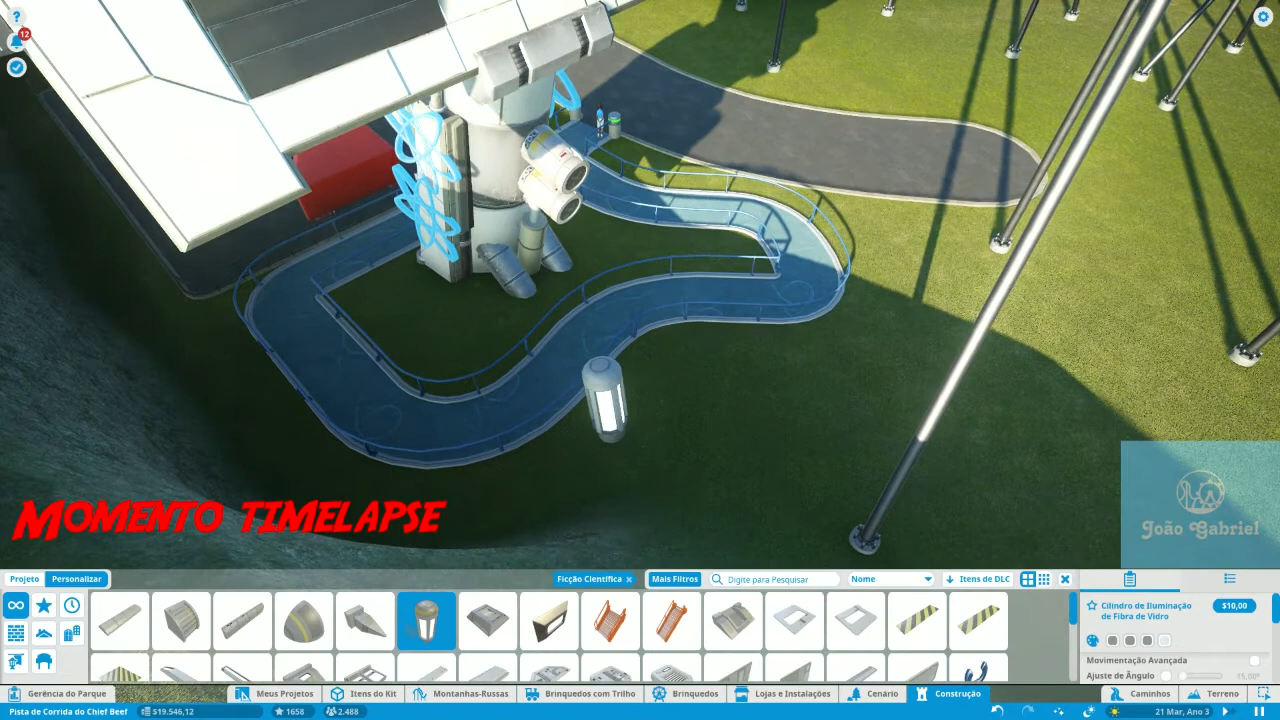 12
Momento timelapse
João Gabriel
Projeto
Personalizar
Ficção Científica ×
Mais Filtros
Digite para Pesquisar
Nome
Itens de DLC
Cilindro de Iluminação
de Fibra de Vidro
$10,00
Movimentação Avançada
Ajuste de Ângulo
15,00°
Gerência do Parque
Meus Projetos
Itens do Kit
Montanhas-Russas
Brinquedos com Trilho
Brinquedos
Lojas e Instalações
Cenário
Construção
Caminhos
Terreno
Pista de Corrida do Chief Beef
$19.546,12
1658
2.488
21 Mar, Ano 3